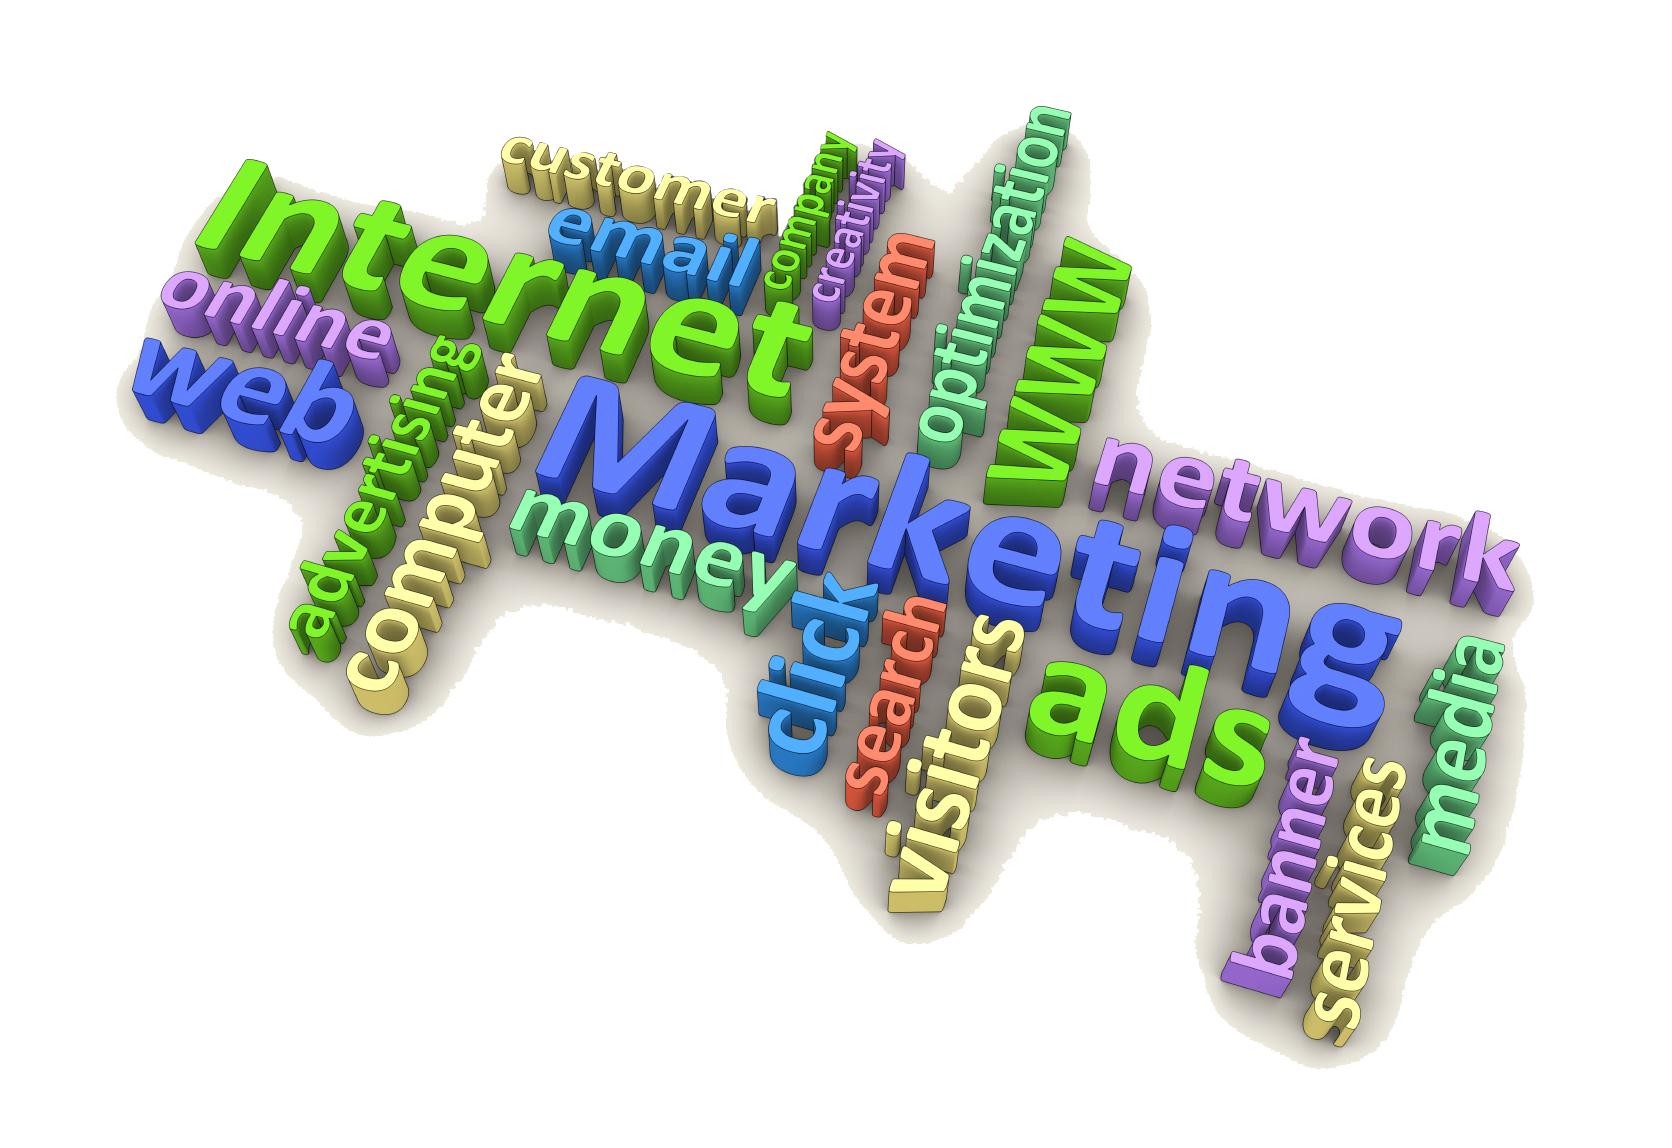 customer
company
creativity
optimization
Internet
email
system
www
online
web
advertising
computer
Marketing
network
money
click
search
visitors
ads
media
banner
services